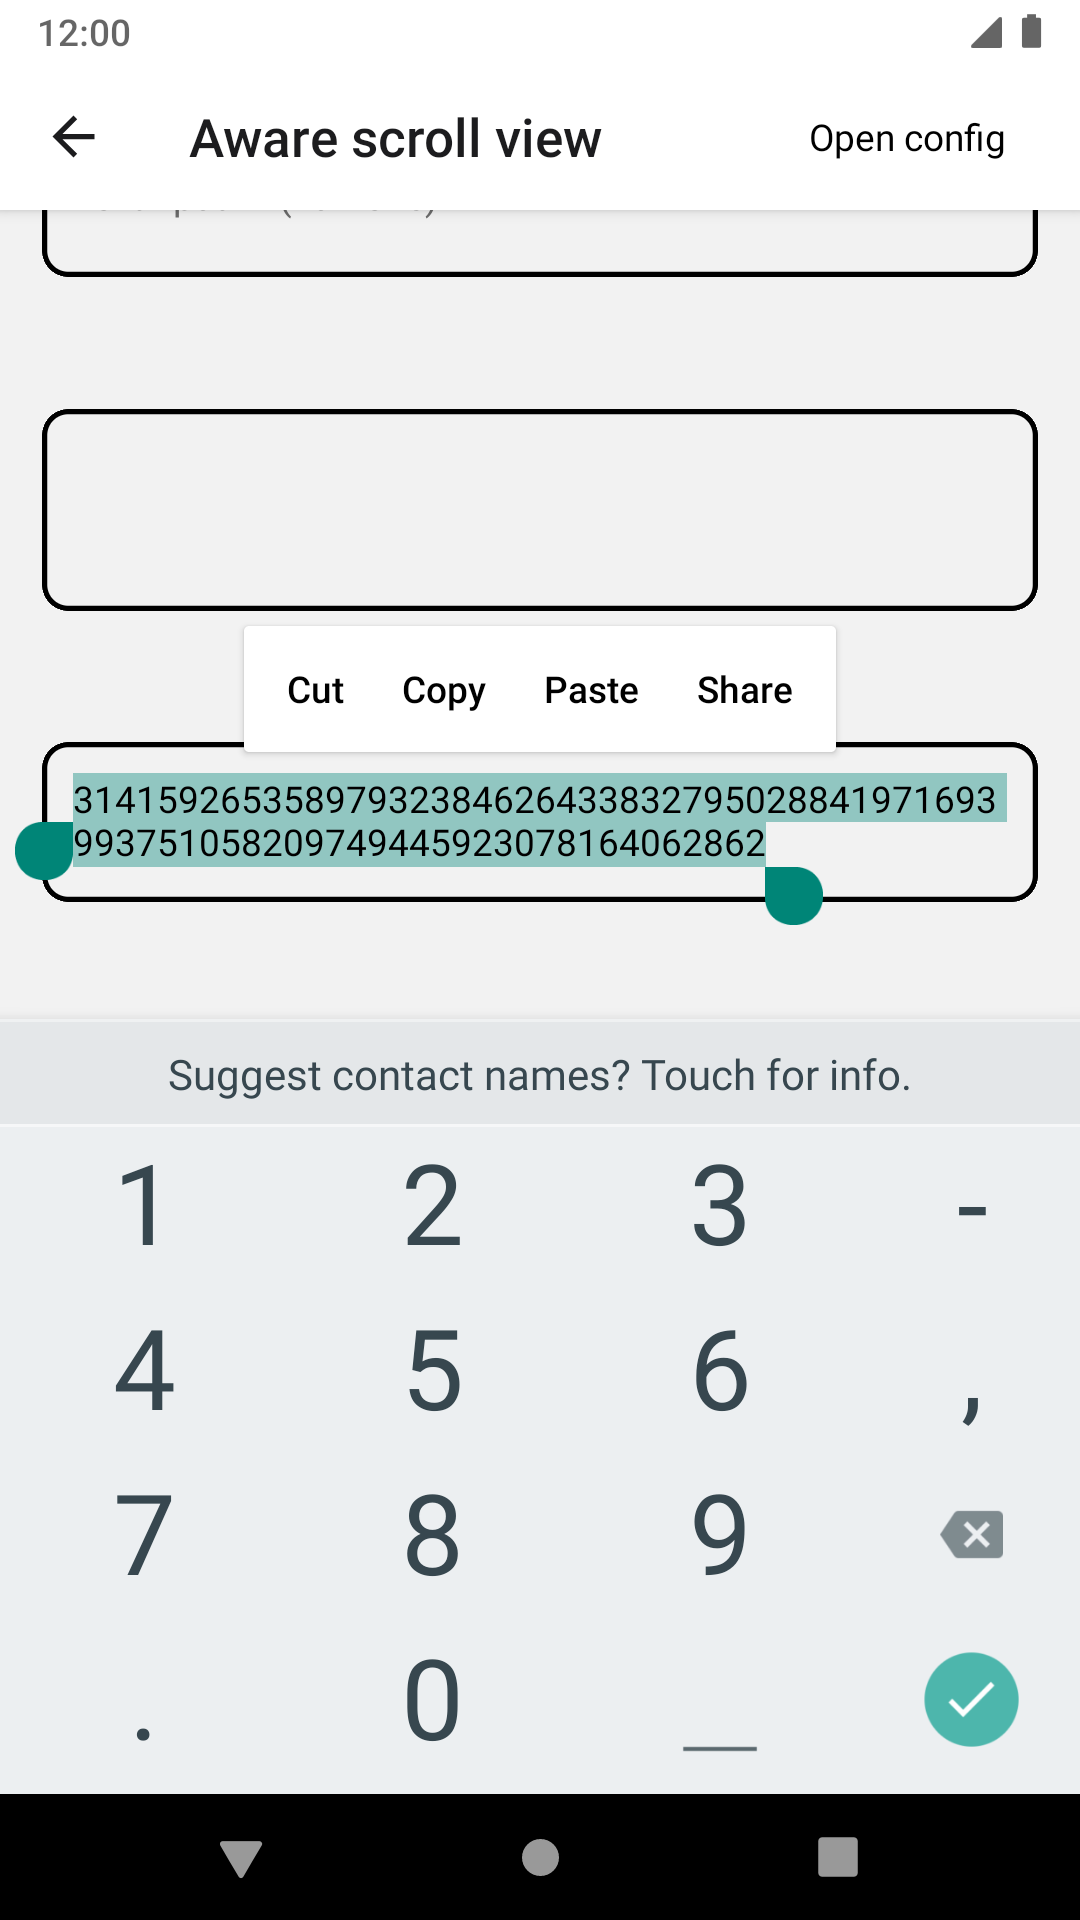 12:00
Aware scroll view
Open config
Cut Copy Paste Share
31415926535897932384626433832795028841971693
993751058209749445923078164062862
Suggest contact names? Touch for info.
1 2 3 -
4 5 6 ,
7 8 9
. 0 _